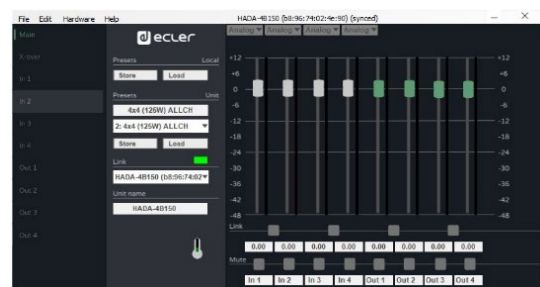 File Edit Hardware Help
HADA-4B150 (b8:96:74:02:4e:90) (synced)
Main
X-over
In 1
In 2
In 3
In 4
Out 1
Out 2
Out 3
Out 4
ecler
Presets Local
Store Load
Presets Unit
4x4 (125W) ALLCH
2: 4x4 (125W) ALLCH
Store Load
Link
HADA-4B150 (b8:96:74:02
Unit name
HADA-4B150
Analog Analog Analog Analog
+12 +12
+6 +6
0 0
-6 -6
-12 -12
-18 -18
-24 -24
-30 -30
-36 -36
-42 -42
-48 -48
Link
0.00 0.00 0.00 0.00 0.00 0.00 0.00 0.00
Mute
In 1 In 2 In 3 In 4 Out 1 Out 2 Out 3 Out 4